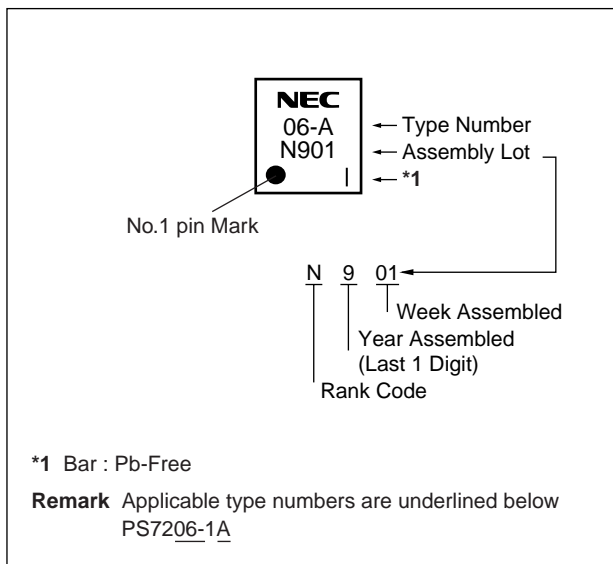 NEC
06-A
N901
Type Number
Assembly Lot
|
*1
No.1 pin Mark
N 9 01
Week Assembled
Year Assembled
(Last 1 Digit)
Rank Code
*1 Bar : Pb-Free
Remark Applicable type numbers are underlined below
PS7206-1A